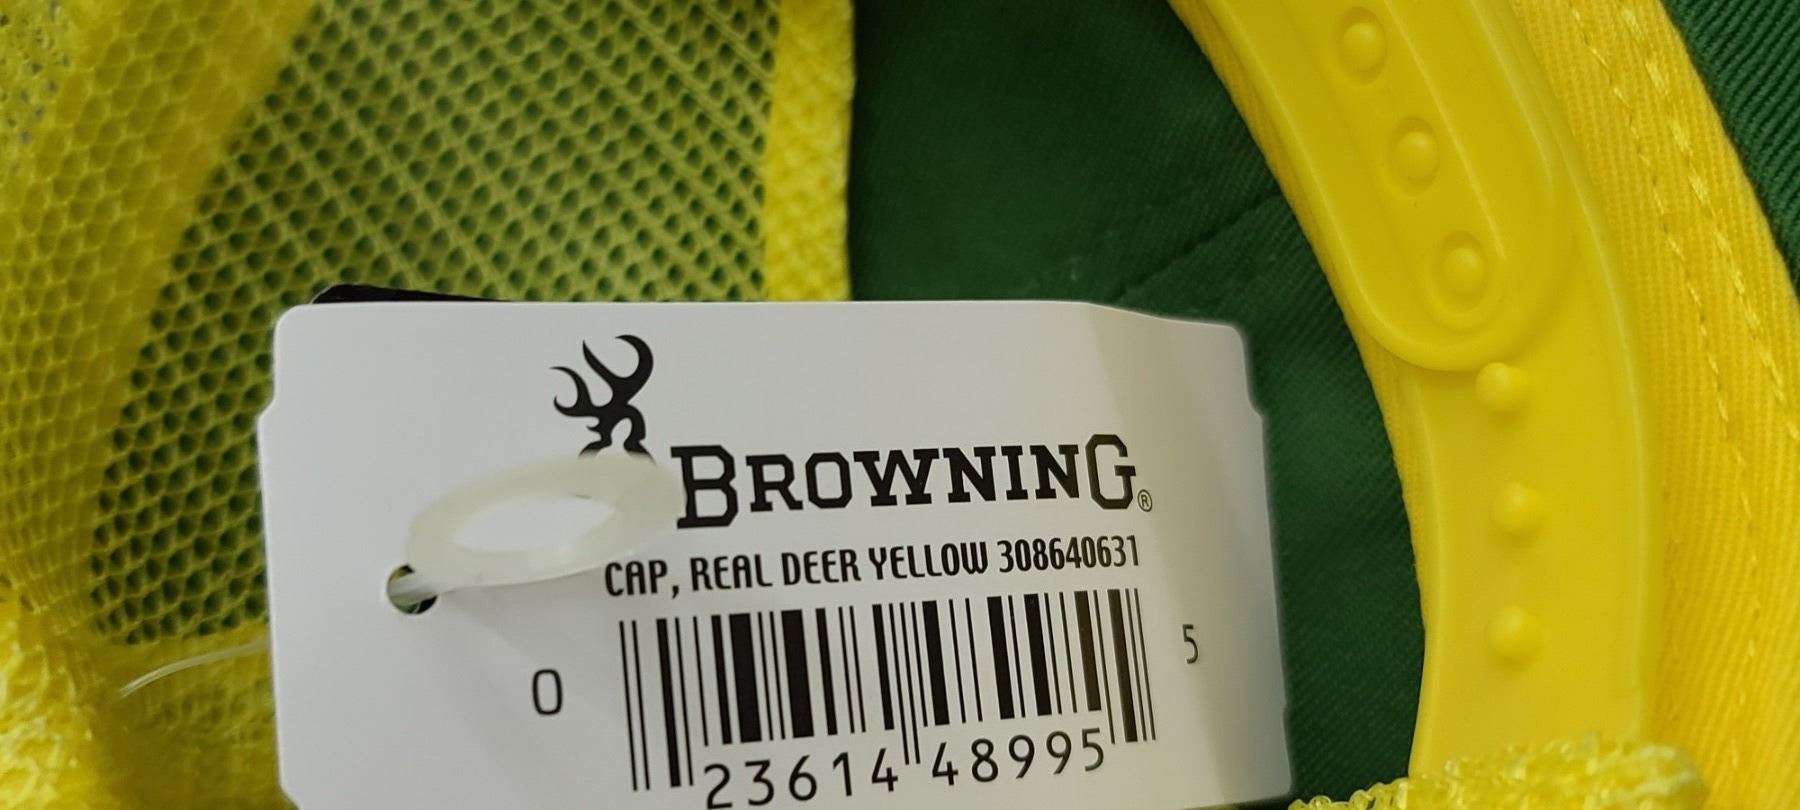 BROWNING®
CAP, REAL DEER YELLOW 308640631
0 23614 48995 5